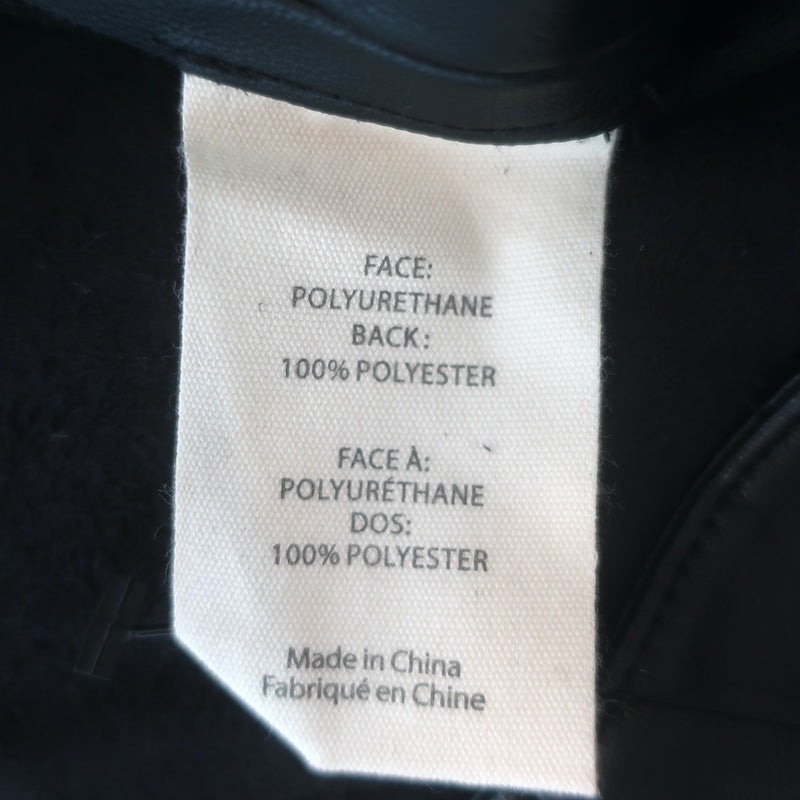 FACE:
POLYURETHANE
BACK:
100% POLYESTER
FACE À:
POLYURÉTHANE
DOS:
100% POLYESTER
Made in China
Fabriqué en Chine